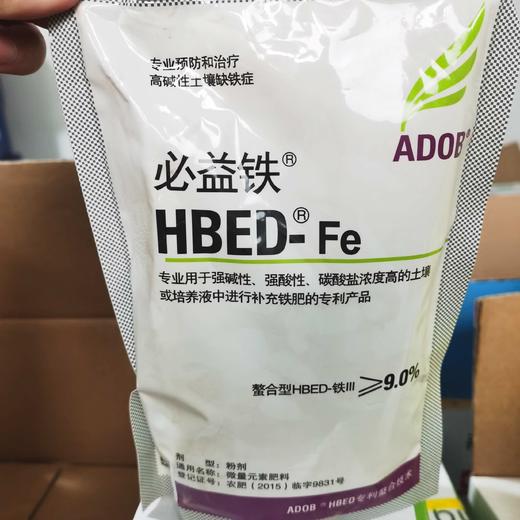 专业预防和治疗
高碱性土壤缺铁症
ADOB®
必益铁®
HBED-® Fe
专业用于强碱性、强酸性、碳酸盐浓度高的土壤
或培养液中进行补充铁肥的专利产品
螯合型HBED-铁III ≥9.0%
剂 型：粉剂
通用名称：微量元素肥料
登记证号：农肥（2015）临字9831号
ADOB ®HBED专利螯合技术